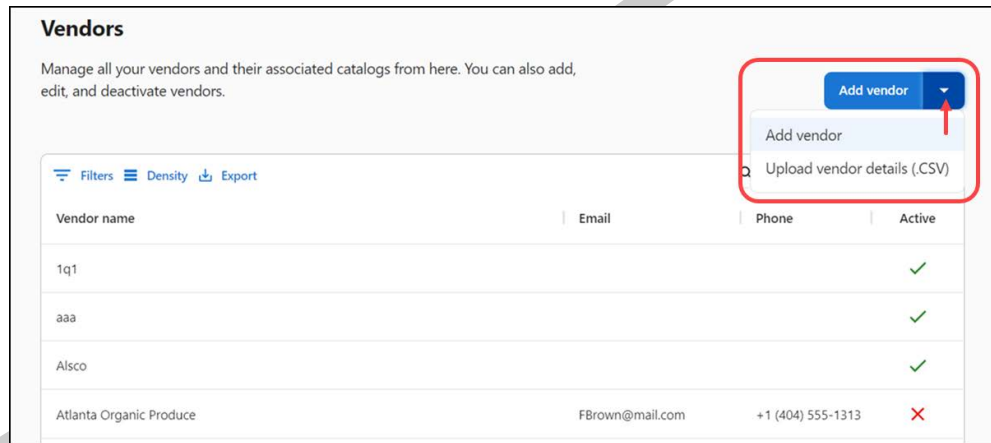 Vendors
Manage all your vendors and their associated catalogs from here. You can also add,
edit, and deactivate vendors.
Add vendor
Add vendor
Upload vendor details (.CSV)
Filters Density Export
Vendor name Email Phone Active
1q1
aaa
Alsco
Atlanta Organic Produce FBrown@mail.com +1 (404) 555-1313